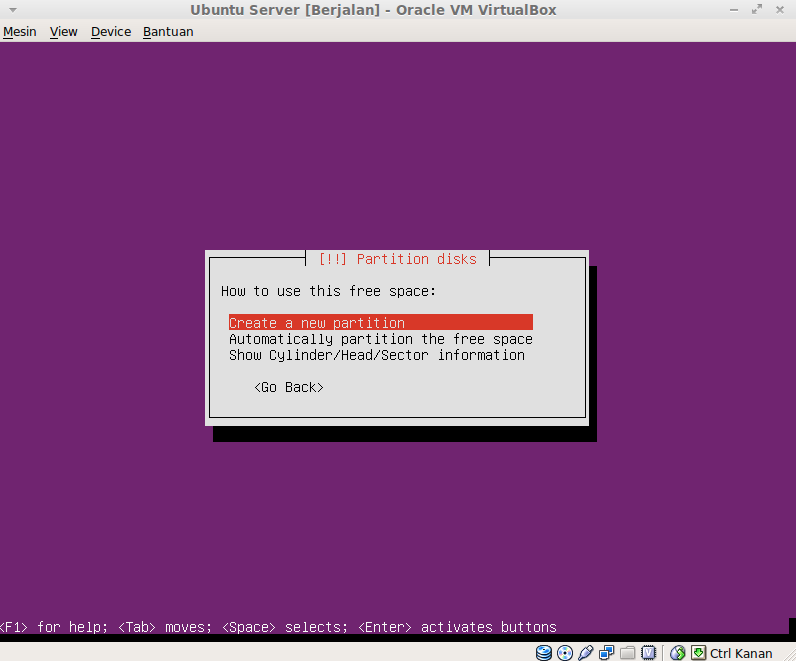 Ubuntu Server [Berjalan] - Oracle VM VirtualBox
Mesin View Device Bantuan
[!!] Partition disks
How to use this free space:
Create a new partition
Automatically partition the free space
Show Cylinder/Head/Sector information
<Go Back>
<F1> for help; <Tab> moves; <Space> selects; <Enter> activates buttons
Ctrl Kanan